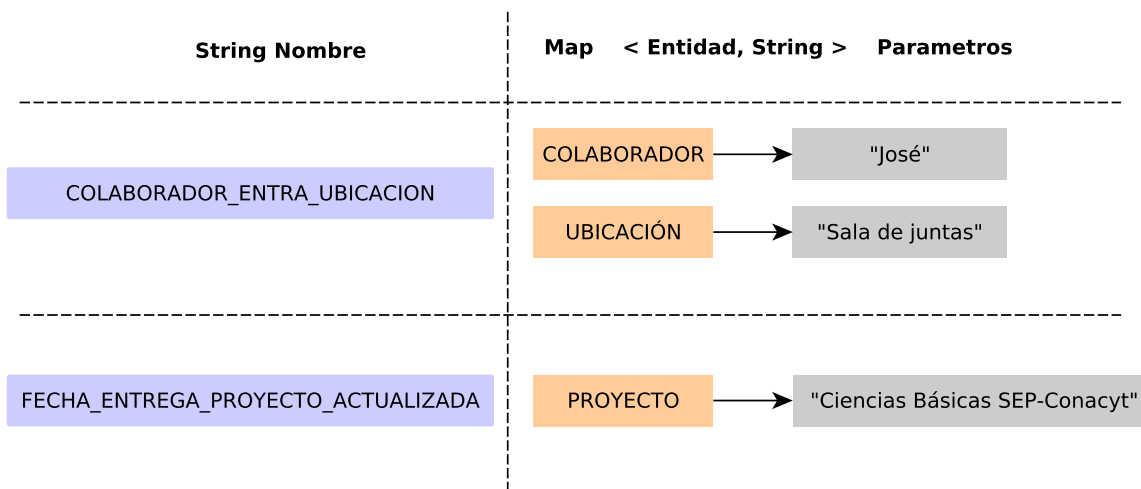 String Nombre
Map < Entidad, String > Parametros
COLABORADOR_ENTRA_UBICACION
COLABORADOR
"José"
UBICACIÓN
"Sala de juntas"
FECHA_ENTREGA_PROYECTO_ACTUALIZADA
PROYECTO
"Ciencias Básicas SEP-Conacyt"